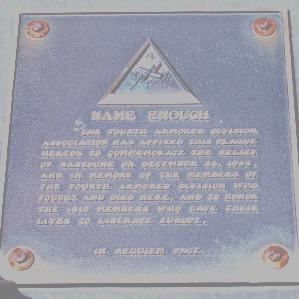 NAME ENOUGH
"THE FOURTH ARMORED DIVISION
ASSOCIATION HAS AFFIXED THIS PLAQUE
HEREON TO COMMEMORATE THE RELIEF
OF BASTOGNE ON DECEMBER 26, 1944,
AND IN MEMORY OF THE MEMBERS OF
THE FOURTH ARMORED DIVISION WHO
FOUGHT AND DIED HERE, AND TO HONOR
THE 1519 MEMBERS WHO GAVE THEIR
LIVES TO LIBERATE EUROPE.
IN REQUIEM PACE